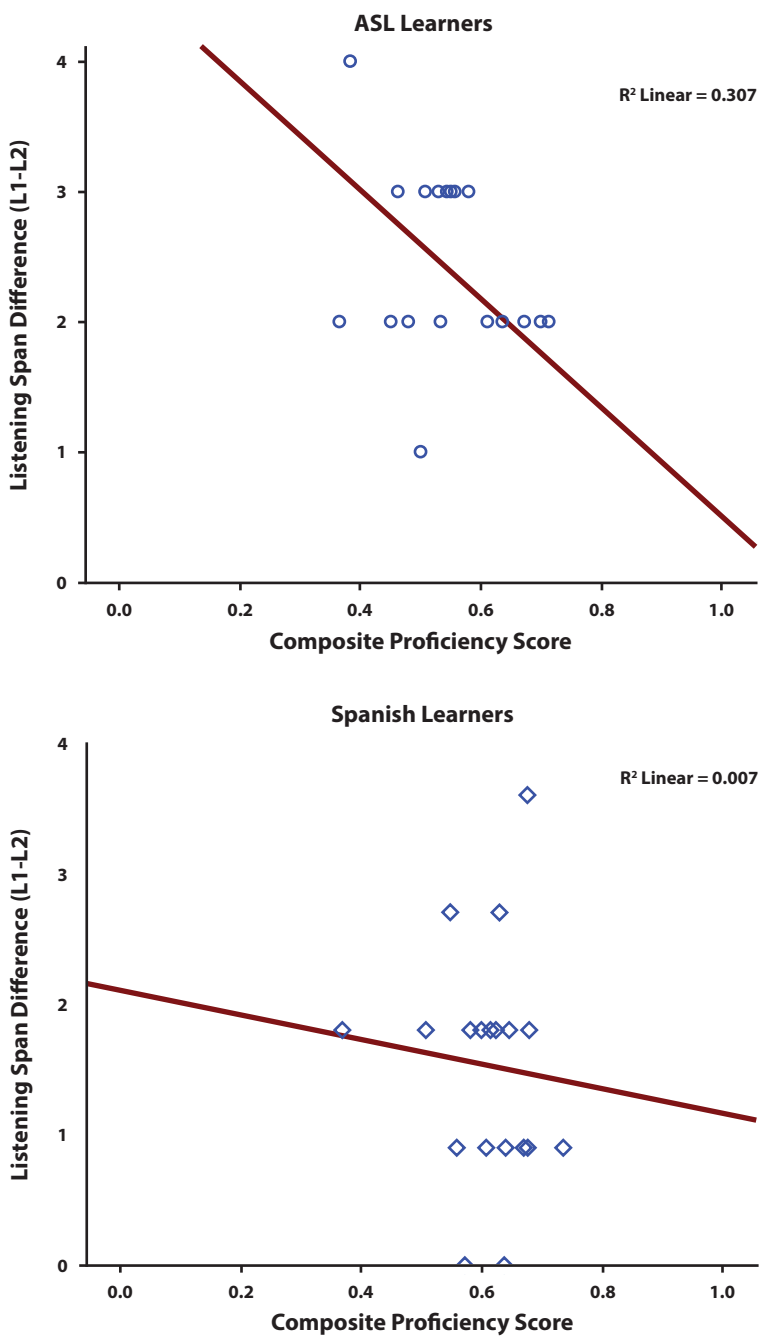 ASL Learners
R² Linear = 0.307
Listening Span Difference (L1-L2)
4
3
2
1
0
0.0 0.2 0.4 0.6 0.8 1.0
Composite Proficiency Score
Spanish Learners
R² Linear = 0.007
Listening Span Difference (L1-L2)
4
3
2
1
0
0.0 0.2 0.4 0.6 0.8 1.0
Composite Proficiency Score